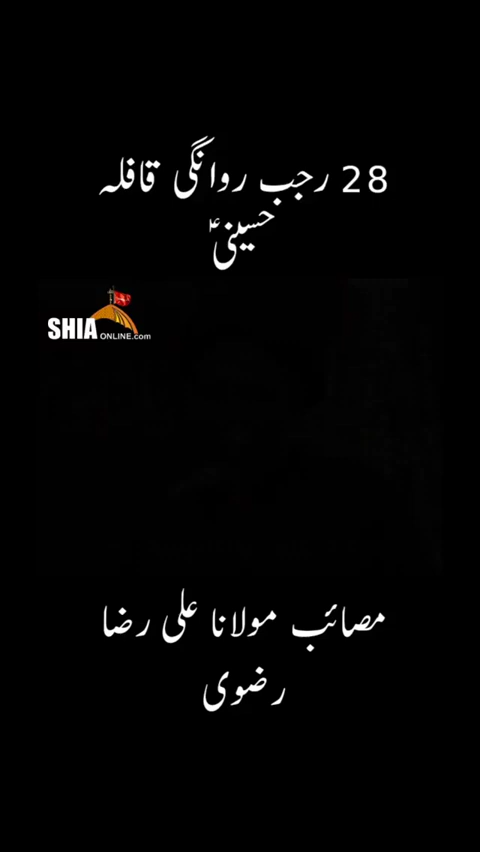 28 رجب روانگی قافلہ
حسینیؑ
SHIA ONLINE.com
مصائب مولانا علی رضا
رضوی